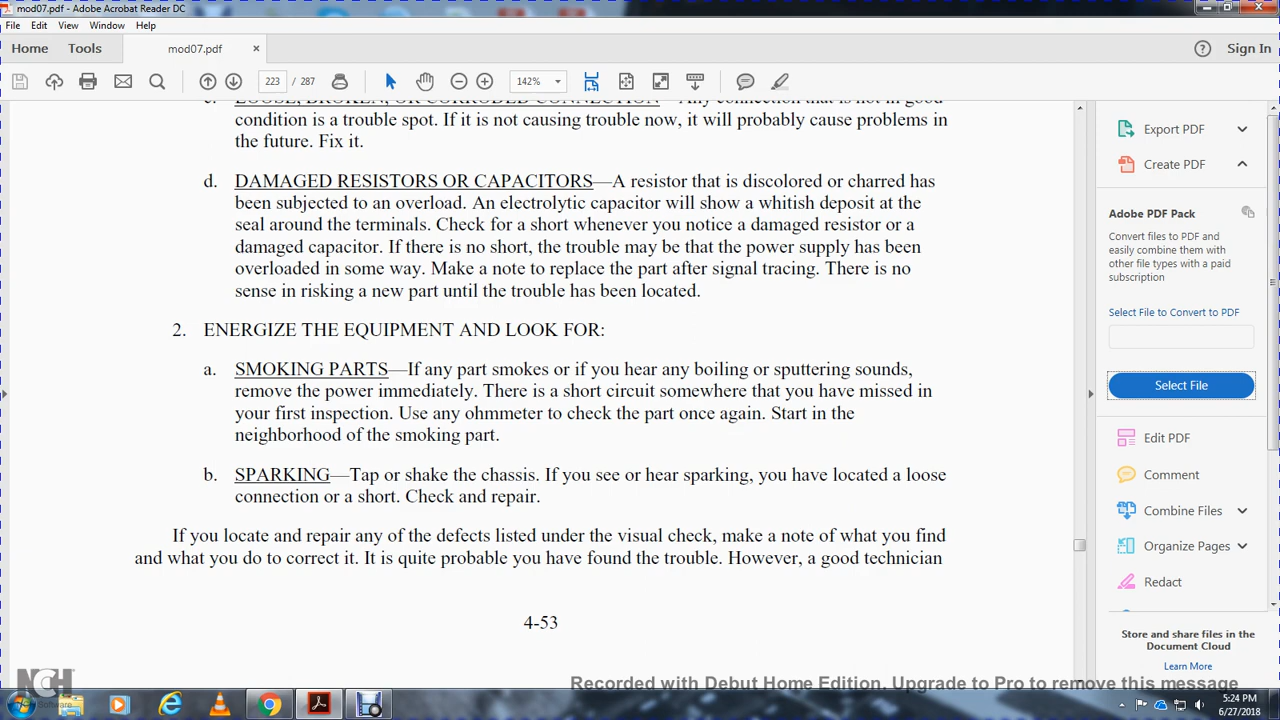 mod07.pdf - Adobe Acrobat Reader DC
File Edit View Window Help
Home Tools mod07.pdf × ? Sign In
223 / 287 142%
c. LOOSE, BROKEN, OR CORRODED CONNECTION—Any connection that is not in good
condition is a trouble spot. If it is not causing trouble now, it will probably cause problems in
the future. Fix it.
d. DAMAGED RESISTORS OR CAPACITORS—A resistor that is discolored or charred has
been subjected to an overload. An electrolytic capacitor will show a whitish deposit at the
seal around the terminals. Check for a short whenever you notice a damaged resistor or a
damaged capacitor. If there is no short, the trouble may be that the power supply has been
overloaded in some way. Make a note to replace the part after signal tracing. There is no
sense in risking a new part until the trouble has been located.
2. ENERGIZE THE EQUIPMENT AND LOOK FOR:
a. SMOKING PARTS—If any part smokes or if you hear any boiling or sputtering sounds,
remove the power immediately. There is a short circuit somewhere that you have missed in
your first inspection. Use any ohmmeter to check the part once again. Start in the
neighborhood of the smoking part.
b. SPARKING—Tap or shake the chassis. If you see or hear sparking, you have located a loose
connection or a short. Check and repair.
If you locate and repair any of the defects listed under the visual check, make a note of what you find
and what you do to correct it. It is quite probable you have found the trouble. However, a good technician
4-53
Export PDF
Create PDF
Adobe PDF Pack
Convert files to PDF and
easily combine them with
other file types with a paid
subscription
Select File to Convert to PDF
Select File
Edit PDF
Comment
Combine Files
Organize Pages
Redact
Store and share files in the
Document Cloud
Learn More
NCH
Software
Recorded with Debut Home Edition. Upgrade to Pro to remove this message
5:24 PM
6/27/2018